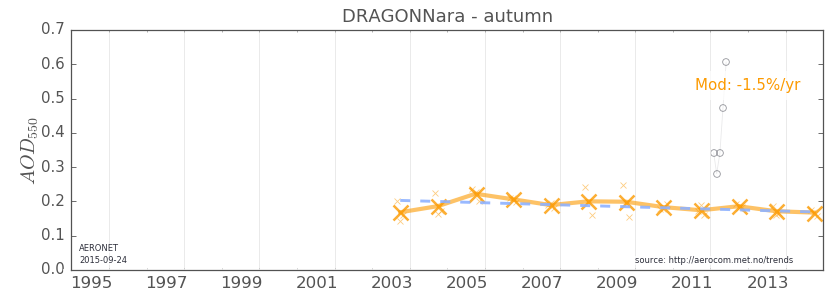 DRAGONNara - autumn
0.7
0.6
0.5
0.4
0.3
0.2
0.1
0.0
AOD550
Mod: -1.5%/yr
AERONET
2015-09-24
source: http://aerocom.met.no/trends
1995 1997 1999 2001 2003 2005 2007 2009 2011 2013